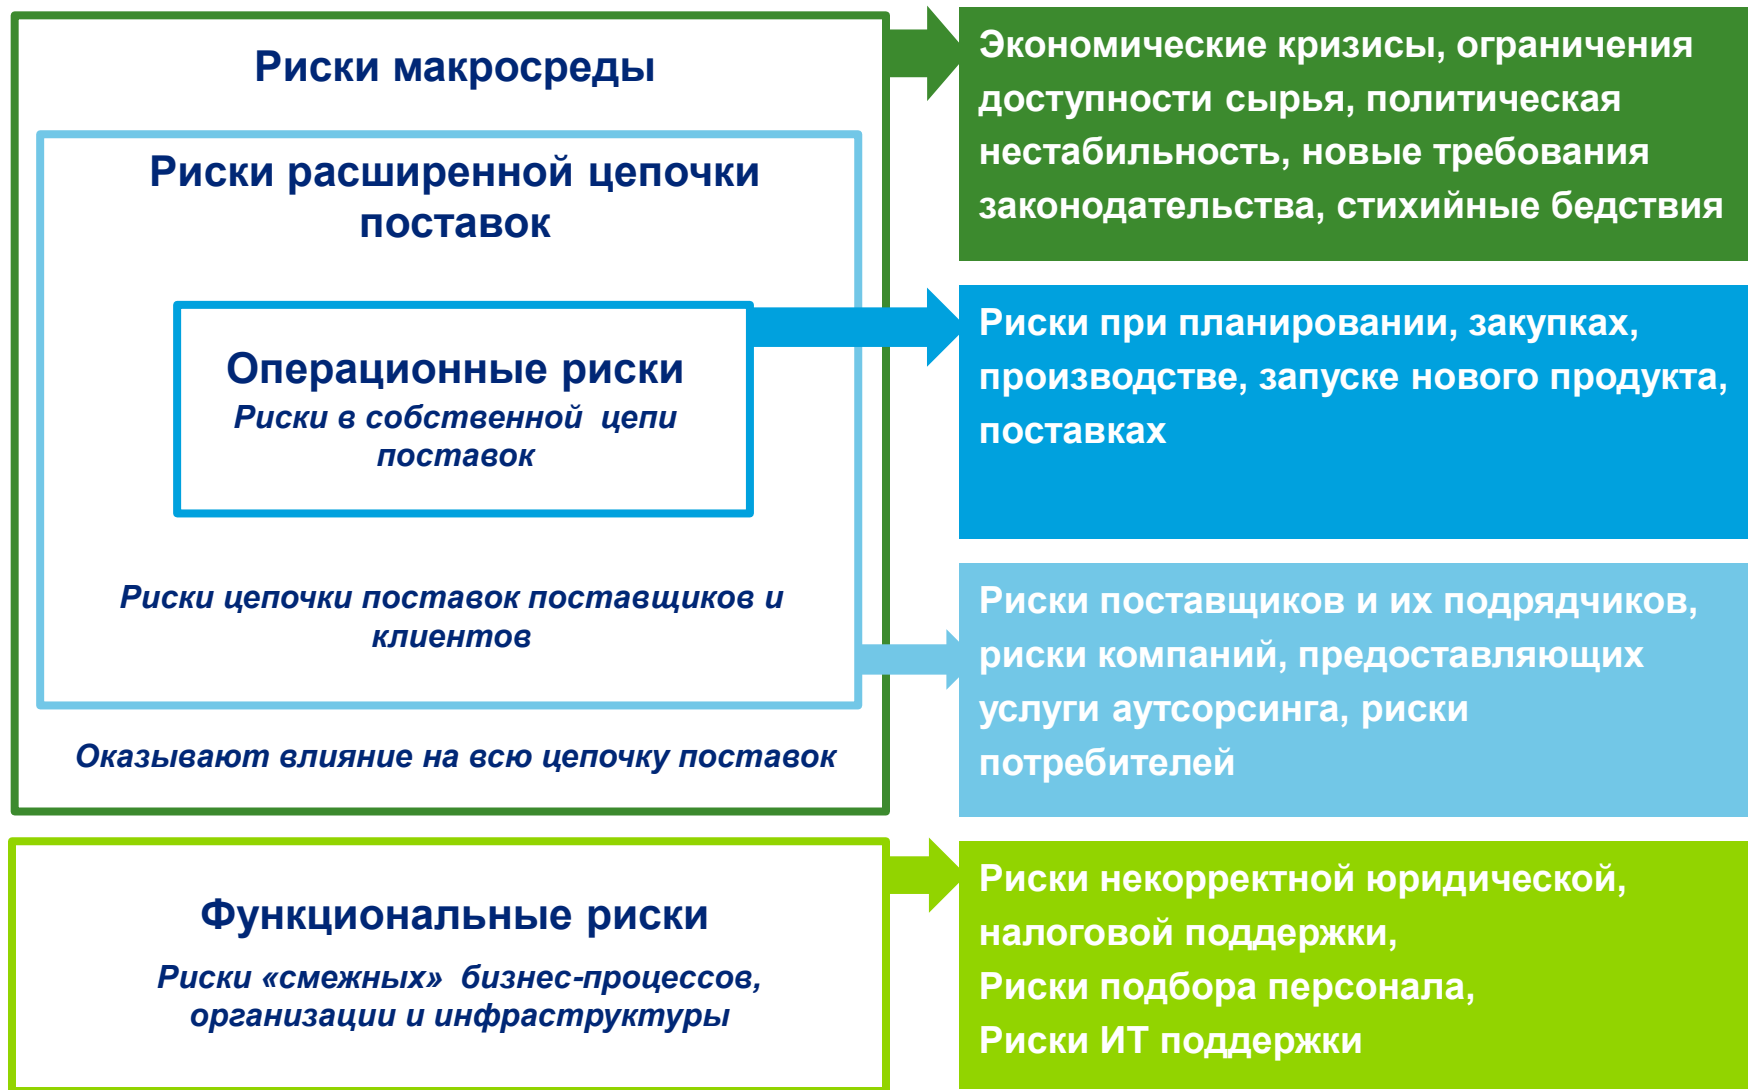 Риски макросреды
Риски расширенной цепочки
поставок
Операционные риски
Риски в собственной цепи
поставок
Риски цепочки поставок поставщиков и
клиентов
Оказывают влияние на всю цепочку поставок
Функциональные риски
Риски «смежных» бизнес-процессов,
организации и инфраструктуры
Экономические кризисы, ограничения
доступности сырья, политическая
нестабильность, новые требования
законодательства, стихийные бедствия
Риски при планировании, закупках,
производстве, запуске нового продукта,
поставках
Риски поставщиков и их подрядчиков,
риски компаний, предоставляющих
услуги аутсорсинга, риски
потребителей
Риски некорректной юридической,
налоговой поддержки,
Риски подбора персонала,
Риски ИТ поддержки